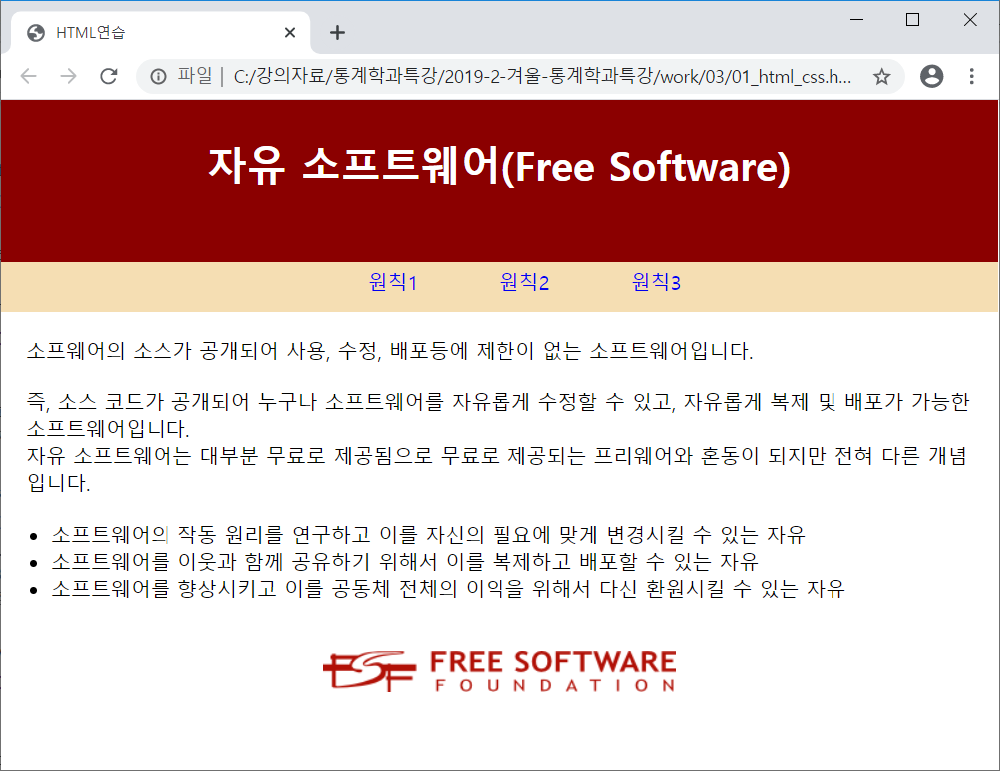 HTML연습
파일 | C:/강의자료/통계학과특강/2019-2-겨울-통계학과특강/work/03/01_html_css.h...
자유 소프트웨어(Free Software)
원칙1 원칙2 원칙3
소프웨어의 소스가 공개되어 사용, 수정, 배포등에 제한이 없는 소프트웨어입니다.
즉, 소스 코드가 공개되어 누구나 소프트웨어를 자유롭게 수정할 수 있고, 자유롭게 복제 및 배포가 가능한
소프트웨어입니다.
자유 소프트웨어는 대부분 무료로 제공됨으로 무료로 제공되는 프리웨어와 혼동이 되지만 전혀 다른 개념
입니다.
• 소프트웨어의 작동 원리를 연구하고 이를 자신의 필요에 맞게 변경시킬 수 있는 자유
• 소프트웨어를 이웃과 함께 공유하기 위해서 이를 복제하고 배포할 수 있는 자유
• 소프트웨어를 향상시키고 이를 공동체 전체의 이익을 위해서 다신 환원시킬 수 있는 자유
FSF FREE SOFTWARE
FOUNDATION